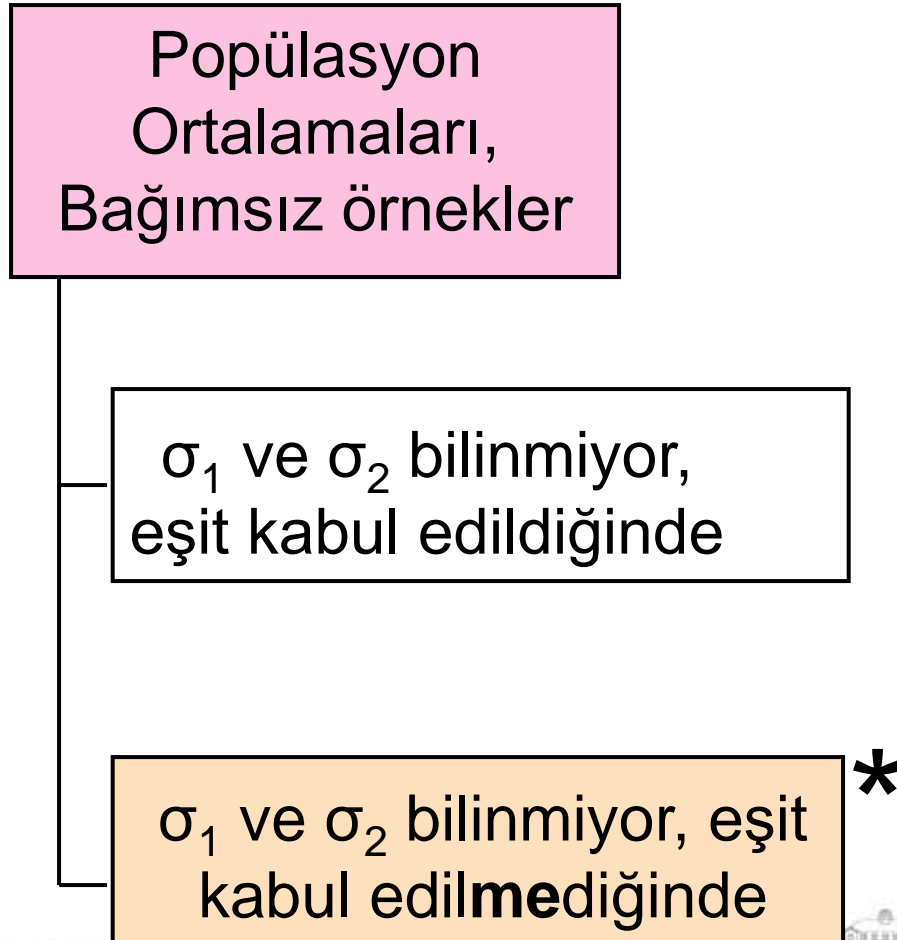 Popülasyon
Ortalamaları,
Bağımsız örnekler
σ₁ ve σ₂ bilinmiyor,
eşit kabul edildiğinde
*
σ₁ ve σ₂ bilinmiyor, eşit
kabul edilmediğinde